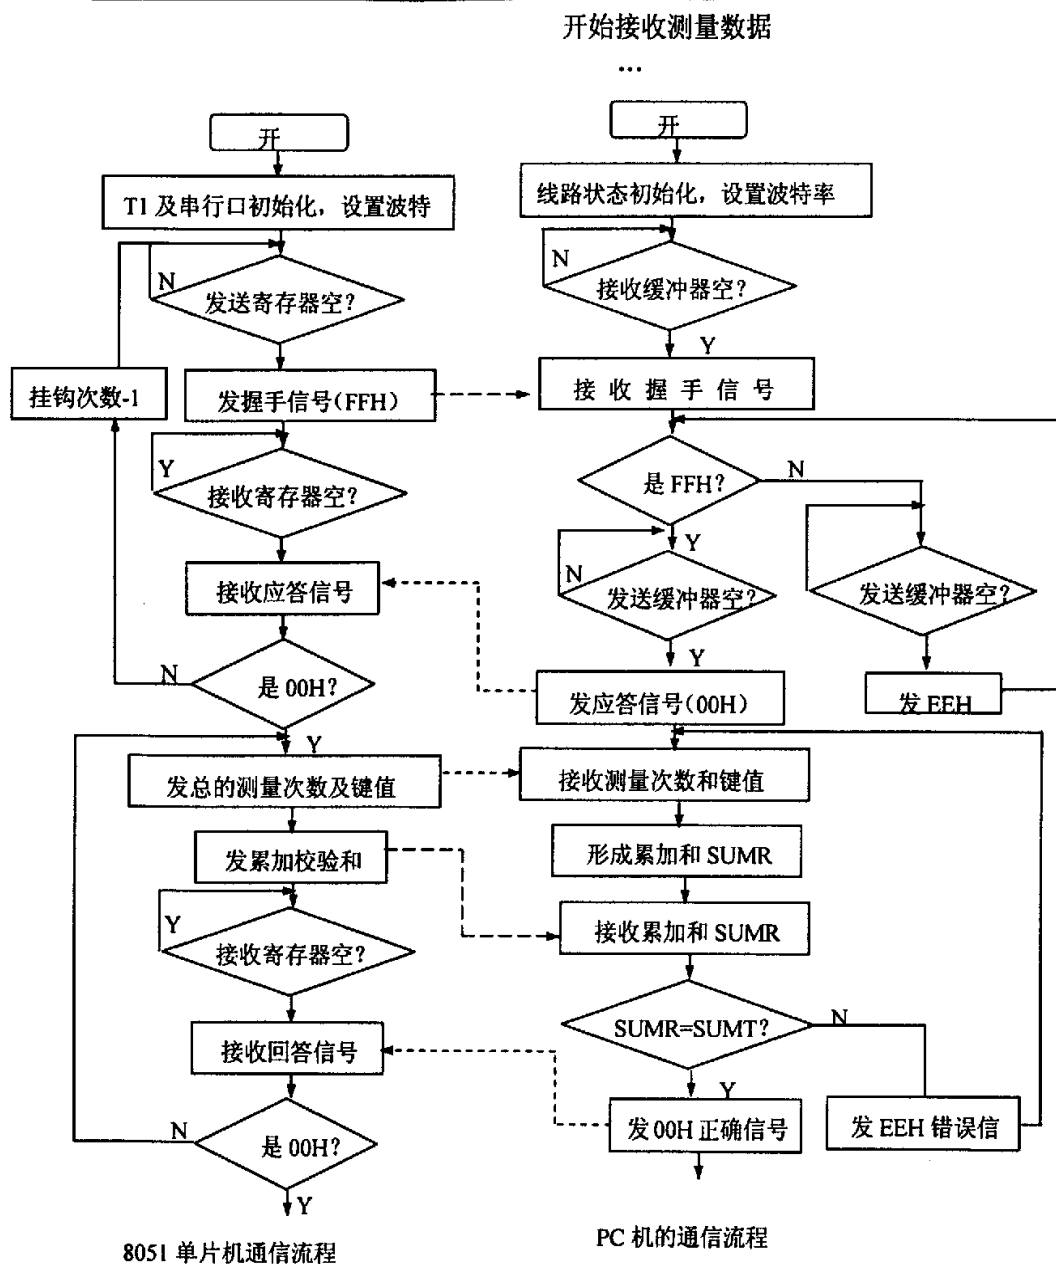 开始接收测量数据
…
开
T1 及串行口初始化，设置波特
N
发送寄存器空？
挂钩次数-1
发握手信号（FFH）
Y
接收寄存器空？
接收应答信号
N
是 00H？
Y
发总的测量次数及键值
发累加校验和
Y
接收寄存器空？
接收回答信号
N
是 00H？
Y
8051 单片机通信流程
开
线路状态初始化，设置波特率
N
接收缓冲器空？
Y
接 收 握 手 信 号
是 FFH？
N
Y
N
发送缓冲器空？
发送缓冲器空？
Y
发应答信号（00H）
发 EEH
接收测量次数和键值
形成累加和 SUMR
接收累加和 SUMR
SUMR=SUMT？
N
Y
发 00H 正确信号
发 EEH 错误信
PC 机的通信流程